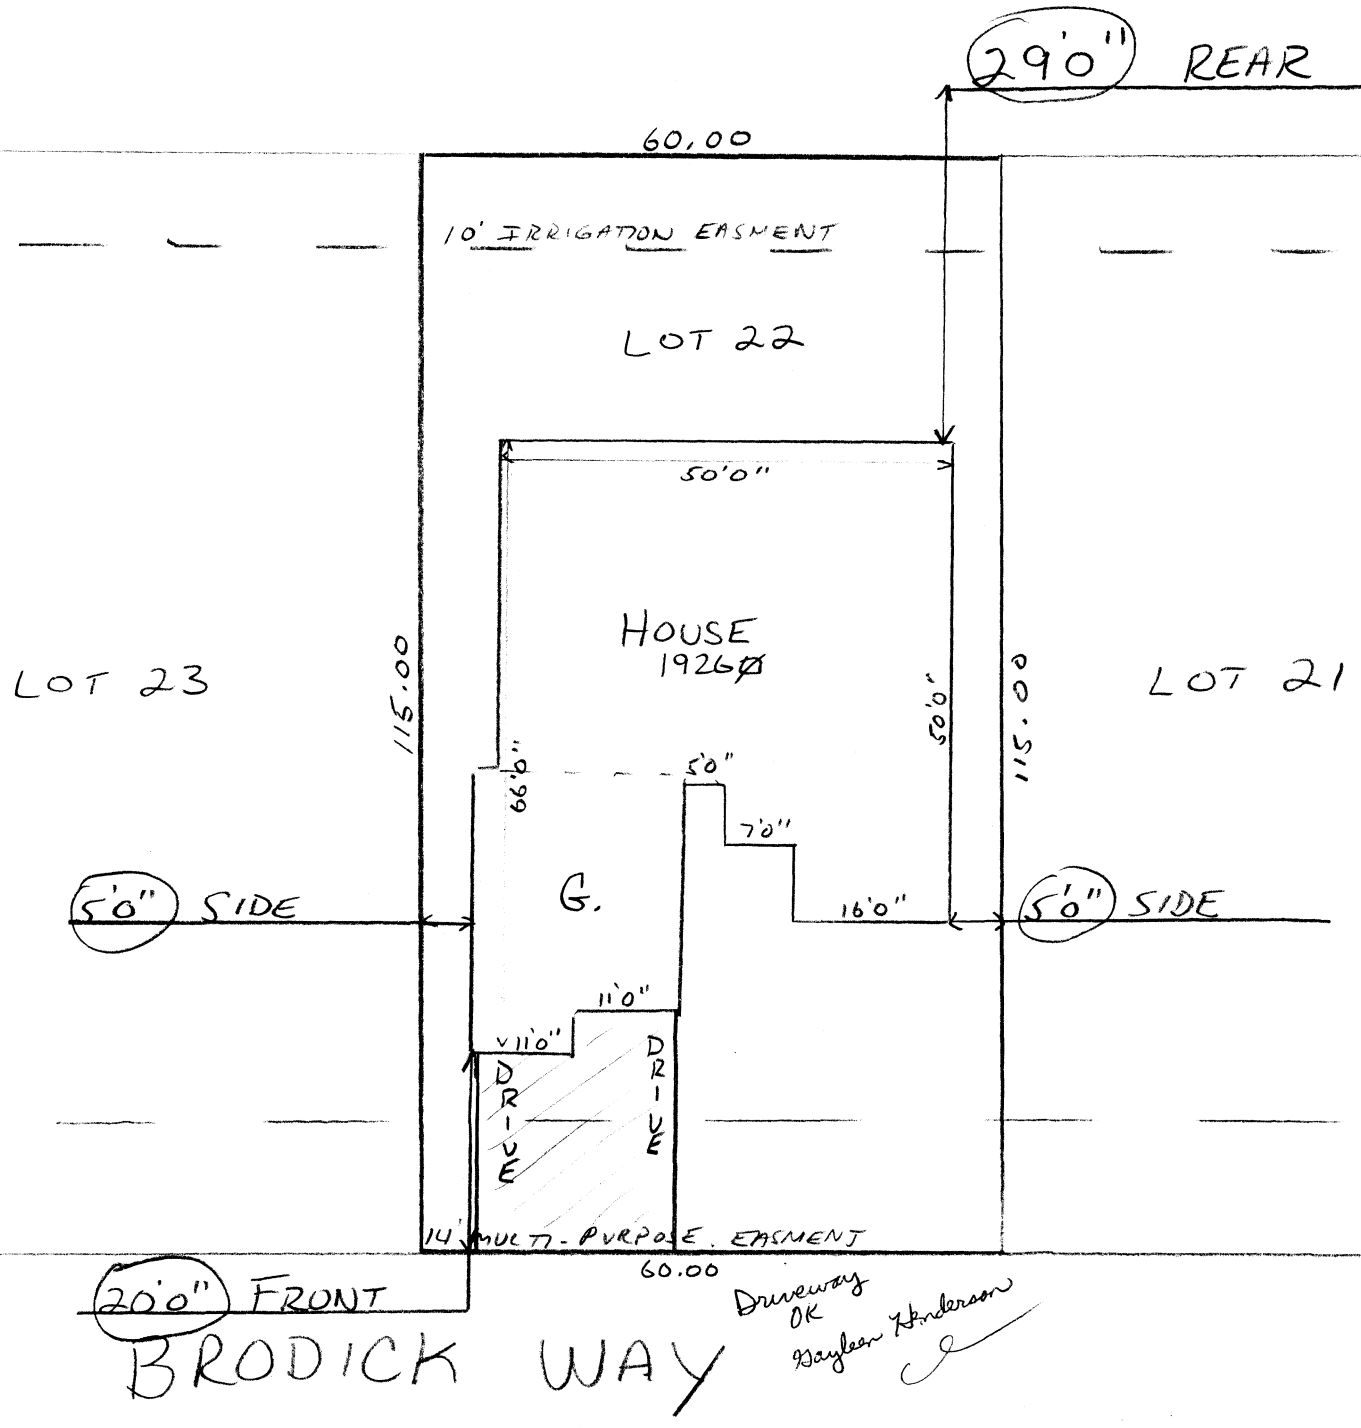 29'0" REAR
60.00
10' IRRIGATION EASMENT
LOT 22
50'0"
HOUSE
1926
LOT 23
115.00
66'0"
50'0"
115.00
LOT 21
5'0"
7'0"
5'0" SIDE
G.
16'0"
5'0" SIDE
11'0"
11'0"
DRIVE
DRIVE
14' MULTI-PURPOSE. EASMENT
60.00
20'0" FRONT
Driveway
OK
Gayleen Henderson
BRODICK WAY